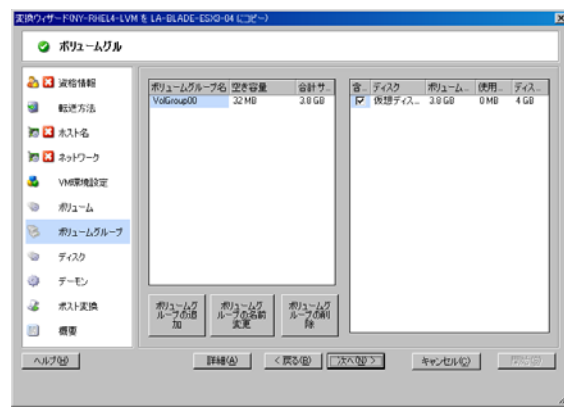 変換ウィザード(NY-RHEL4-LVM を LA-BLADE-ESX3-04 にコピー)
ボリュームグル
資格情報
転送方法
ホスト名
ネットワーク
VM環境設定
ボリューム
ボリュームグループ
ディスク
デーモン
ポスト変換
概要
ボリュームグループ名 空き容量 合計サ...
VolGroup00 32 MB 3.8 GB
含... ディスク ボリューム... 使用... ディス...
仮想ディス... 3.8 GB 0 MB 4 GB
ボリュームグループの追加
ボリュームグループの名前変更
ボリュームグループの削除
ヘルプ(H)
詳細(A)
< 戻る(B)
次へ(N) >
キャンセル(C)